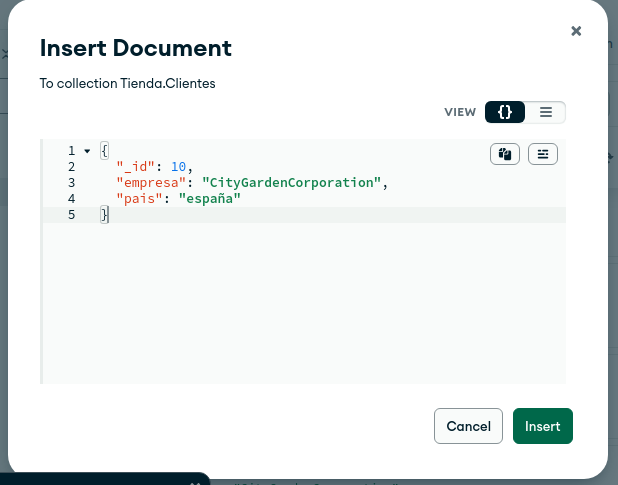 Insert Document
To collection Tienda.Clientes
VIEW {}
1 {
2 "_id": 10,
3 "empresa": "CityGardenCorporation",
4 "pais": "españa"
5 }
Cancel Insert